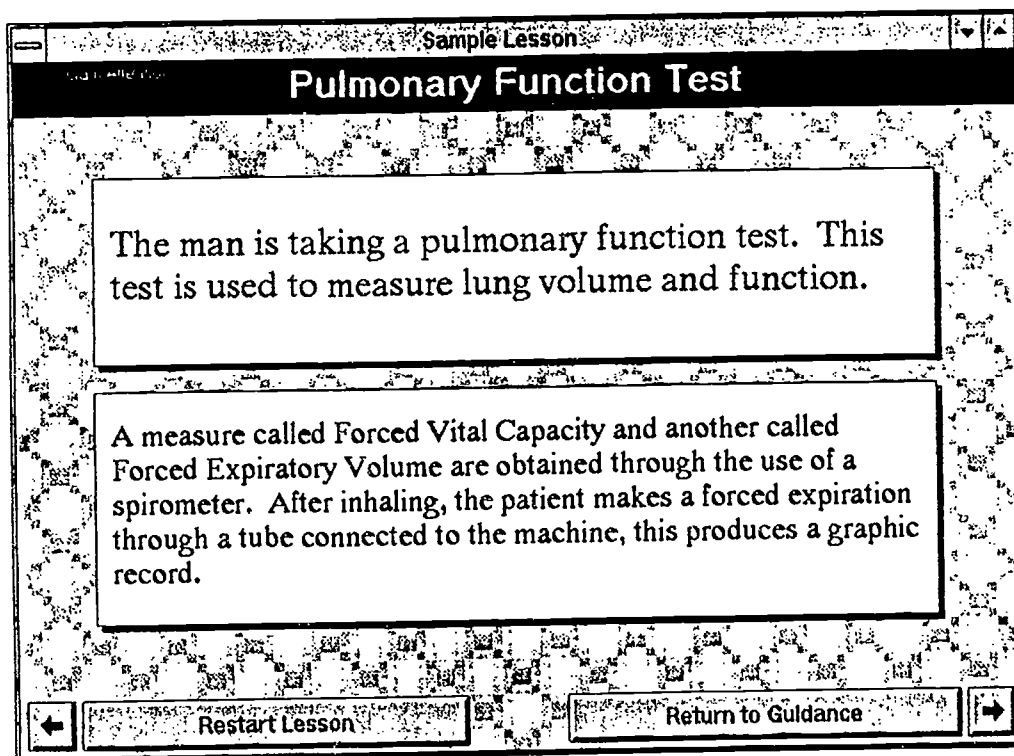 Sample Lesson
Pulmonary Function Test
The man is taking a pulmonary function test. This
test is used to measure lung volume and function.
A measure called Forced Vital Capacity and another called
Forced Expiratory Volume are obtained through the use of a
spirometer. After inhaling, the patient makes a forced expiration
through a tube connected to the machine, this produces a graphic
record.
Restart Lesson
Return to Guidance